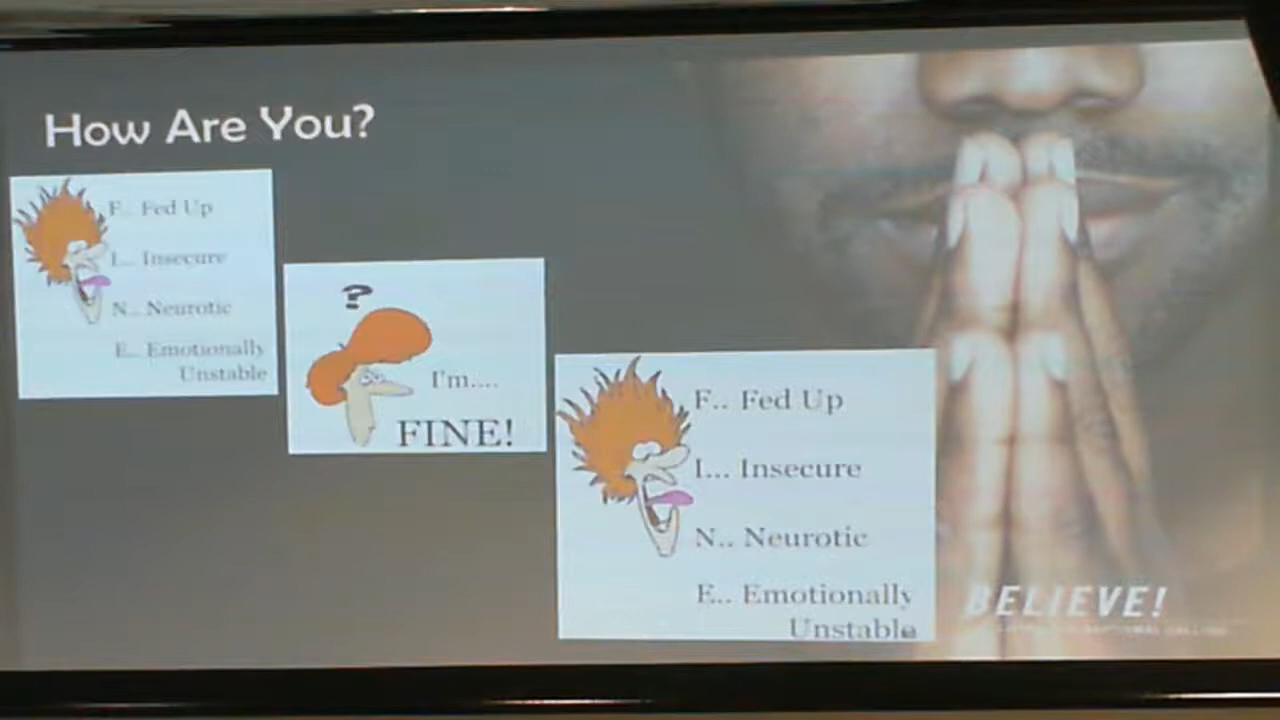 How Are You?
F.. Fed Up
I... Insecure
N.. Neurotic
E.. Emotionally
Unstable
?
I'm....
FINE!
F.. Fed Up
I... Insecure
N.. Neurotic
E.. Emotionally
Unstable
BELIEVE!